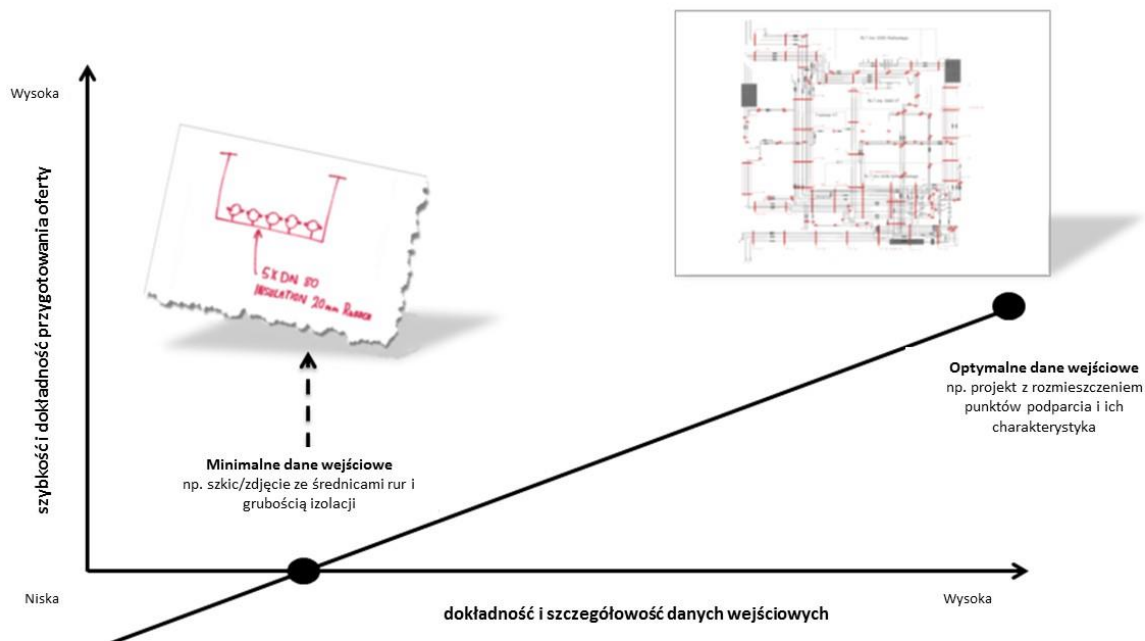 Wysoka
szybkość i dokładność przygotowania oferty
5X DN 80
INSULATION 20mm RUBBER
Minimalne dane wejściowe
np. szkic/zdjęcie ze średnicami rur i
grubością izolacji
Optymalne dane wejściowe
np. projekt z rozmieszczeniem
punktów podparcia i ich
charakterystyka
Niska
dokładność i szczegółowość danych wejściowych
Wysoka